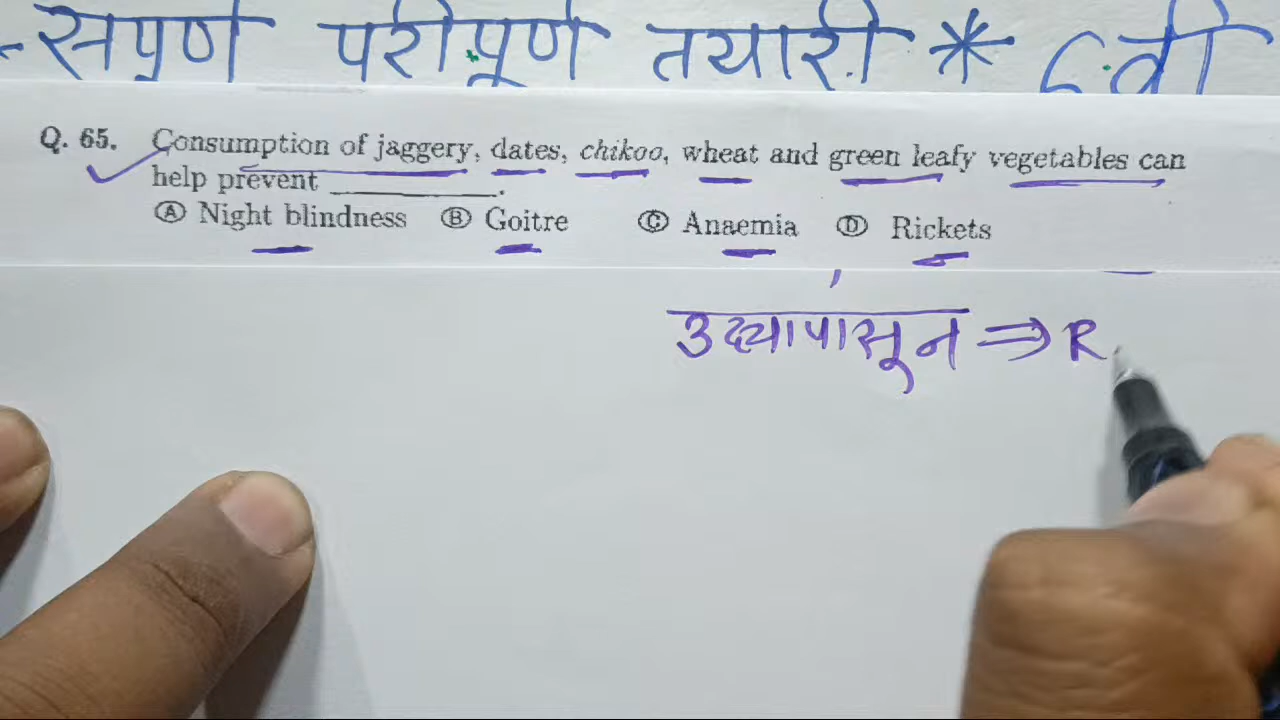 संपूर्ण परीपूर्ण तयारी * 6वी
Q. 65. Consumption of jaggery, dates, chikoo, wheat and green leafy vegetables can
help prevent ____________.
Ⓐ Night blindness Ⓑ Goitre Ⓒ Anaemia Ⓓ Rickets
उद्यापासून ⇒ R